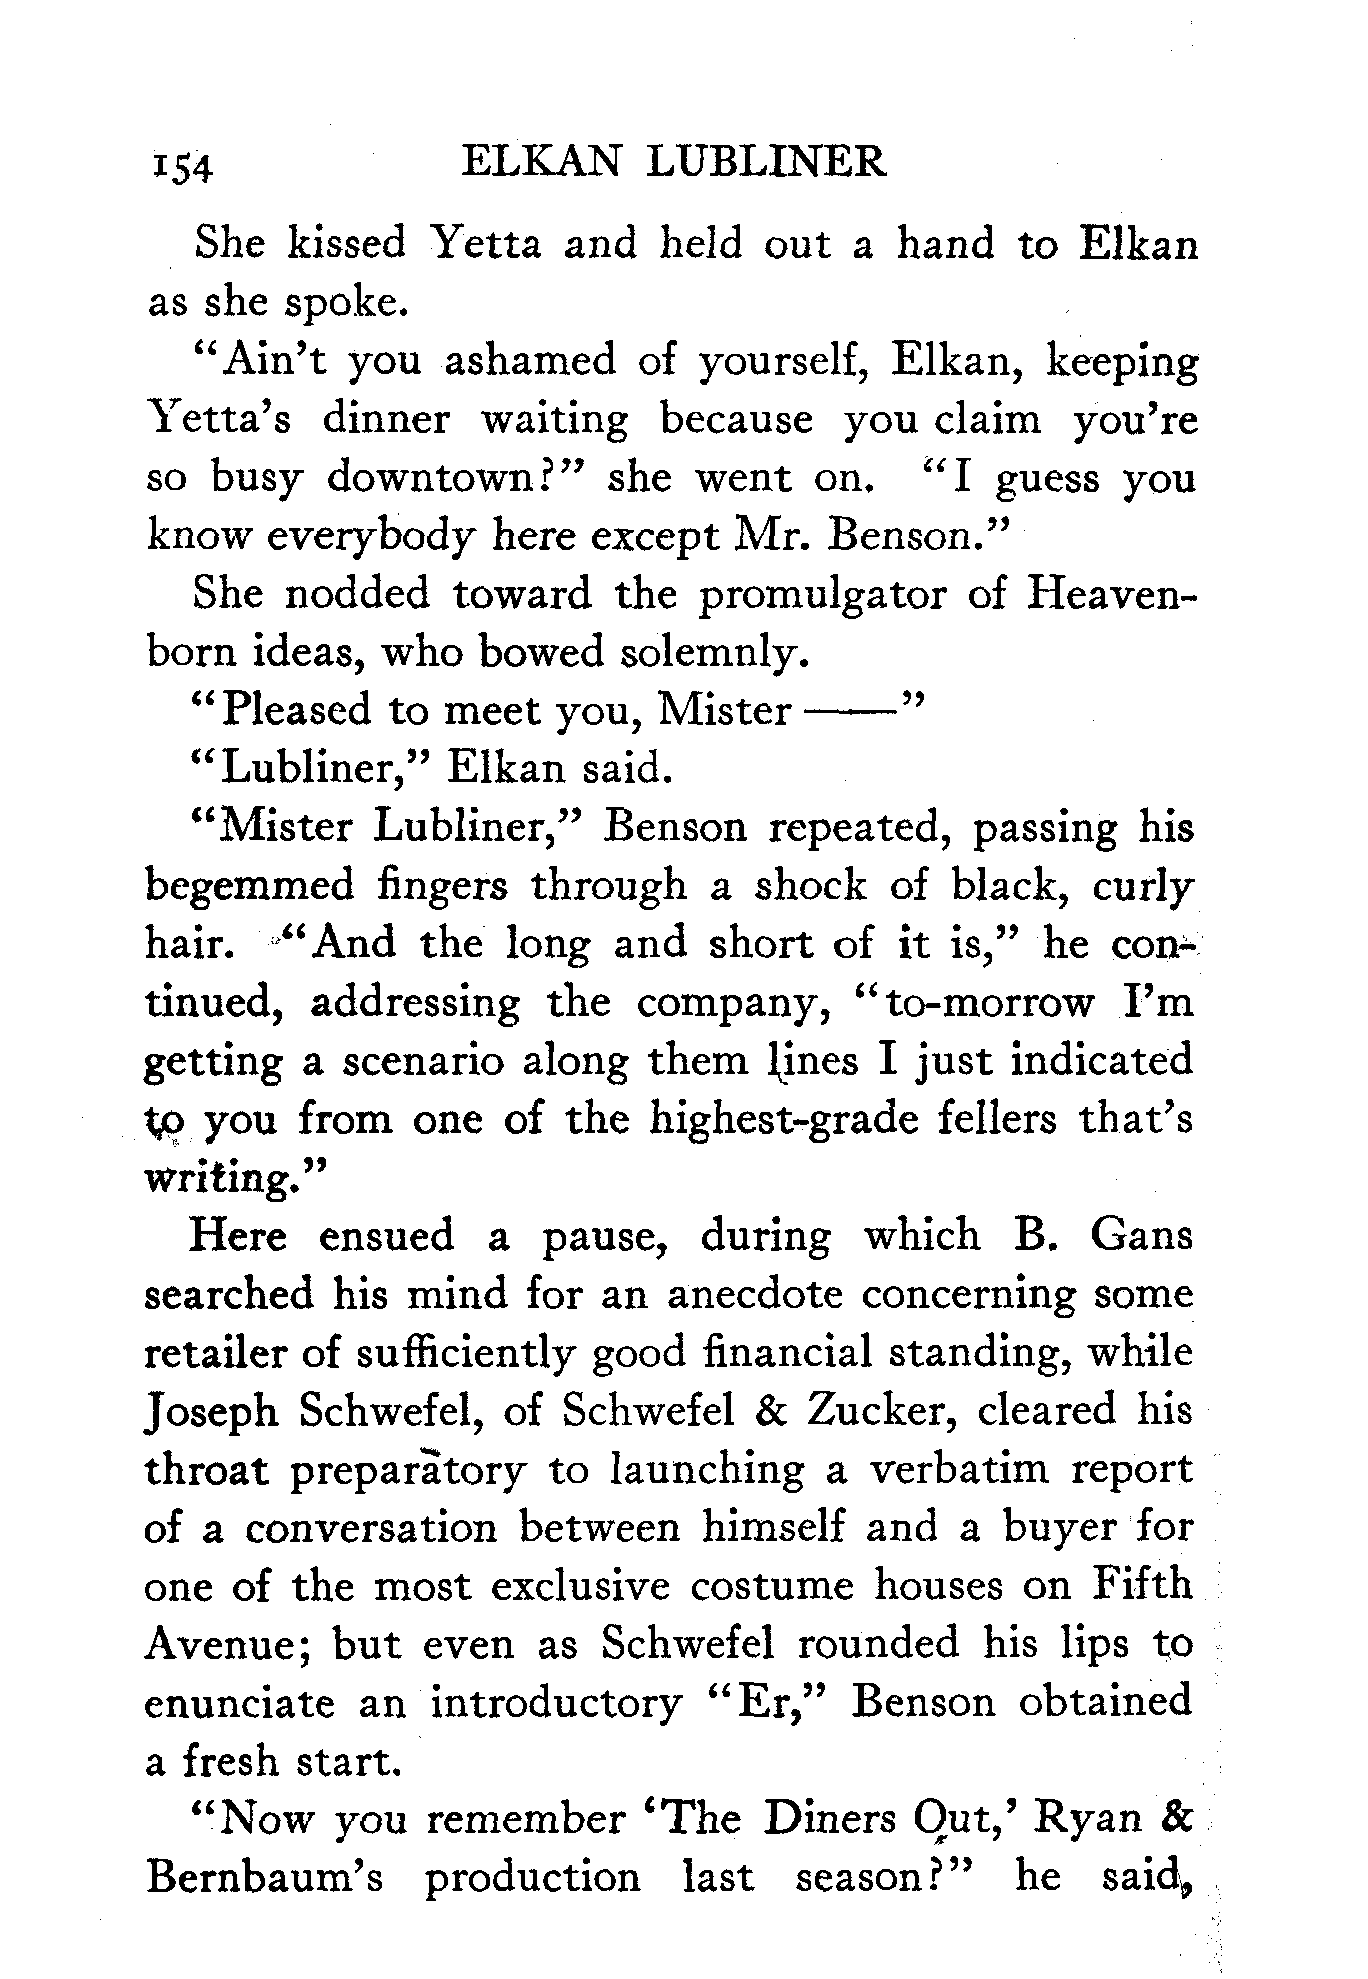 154 ELKAN LUBLINER
She kissed Yetta and held out a hand to Elkan
as she spoke.
“Ain’t you ashamed of yourself, Elkan, keeping
Yetta’s dinner waiting because you claim you’re
so busy downtown?” she went on. “I guess you
know everybody here except Mr. Benson.”
She nodded toward the promulgator of Heaven-
born ideas, who bowed solemnly.
“Pleased to meet you, Mister ——”
“Lubliner,” Elkan said.
“Mister Lubliner,” Benson repeated, passing his
begemmed fingers through a shock of black, curly
hair. “And the long and short of it is,” he con-
tinued, addressing the company, “to-morrow I’m
getting a scenario along them lines I just indicated
to you from one of the highest-grade fellers that’s
writing.”
Here ensued a pause, during which B. Gans
searched his mind for an anecdote concerning some
retailer of sufficiently good financial standing, while
Joseph Schwefel, of Schwefel & Zucker, cleared his
throat preparatory to launching a verbatim report
of a conversation between himself and a buyer for
one of the most exclusive costume houses on Fifth
Avenue; but even as Schwefel rounded his lips to
enunciate an introductory “Er,” Benson obtained
a fresh start.
“Now you remember ‘The Diners Out,’ Ryan &
Bernbaum’s production last season?” he said,